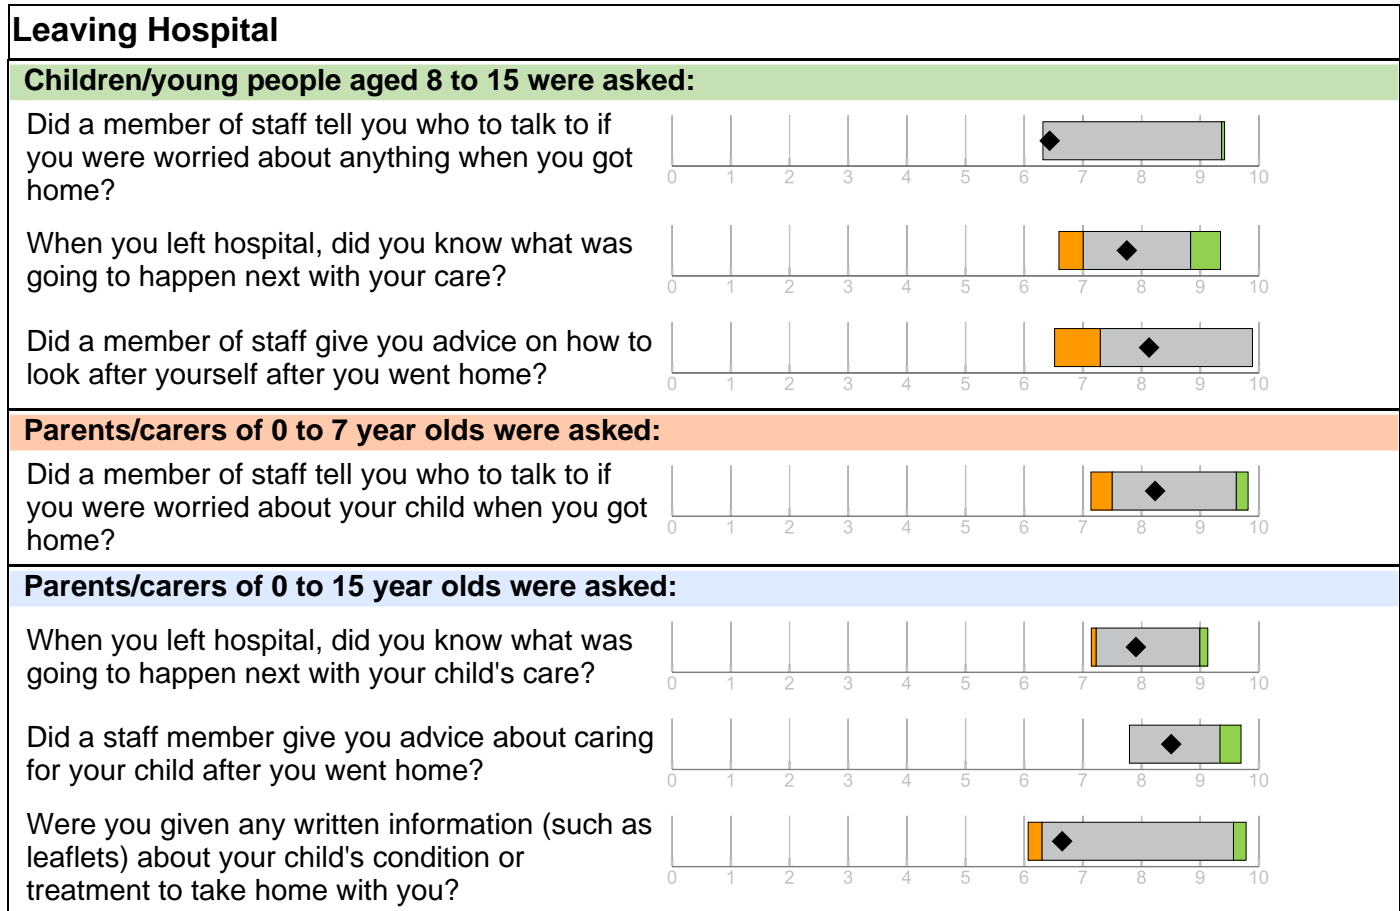 Leaving Hospital
Children/young people aged 8 to 15 were asked:
Did a member of staff tell you who to talk to if
you were worried about anything when you got
home?
0 1 2 3 4 5 6 7 8 9 10
When you left hospital, did you know what was
going to happen next with your care?
0 1 2 3 4 5 6 7 8 9 10
Did a member of staff give you advice on how to
look after yourself after you went home?
0 1 2 3 4 5 6 7 8 9 10
Parents/carers of 0 to 7 year olds were asked:
Did a member of staff tell you who to talk to if
you were worried about your child when you got
home?
0 1 2 3 4 5 6 7 8 9 10
Parents/carers of 0 to 15 year olds were asked:
When you left hospital, did you know what was
going to happen next with your child's care?
0 1 2 3 4 5 6 7 8 9 10
Did a staff member give you advice about caring
for your child after you went home?
0 1 2 3 4 5 6 7 8 9 10
Were you given any written information (such as
leaflets) about your child's condition or
treatment to take home with you?
0 1 2 3 4 5 6 7 8 9 10